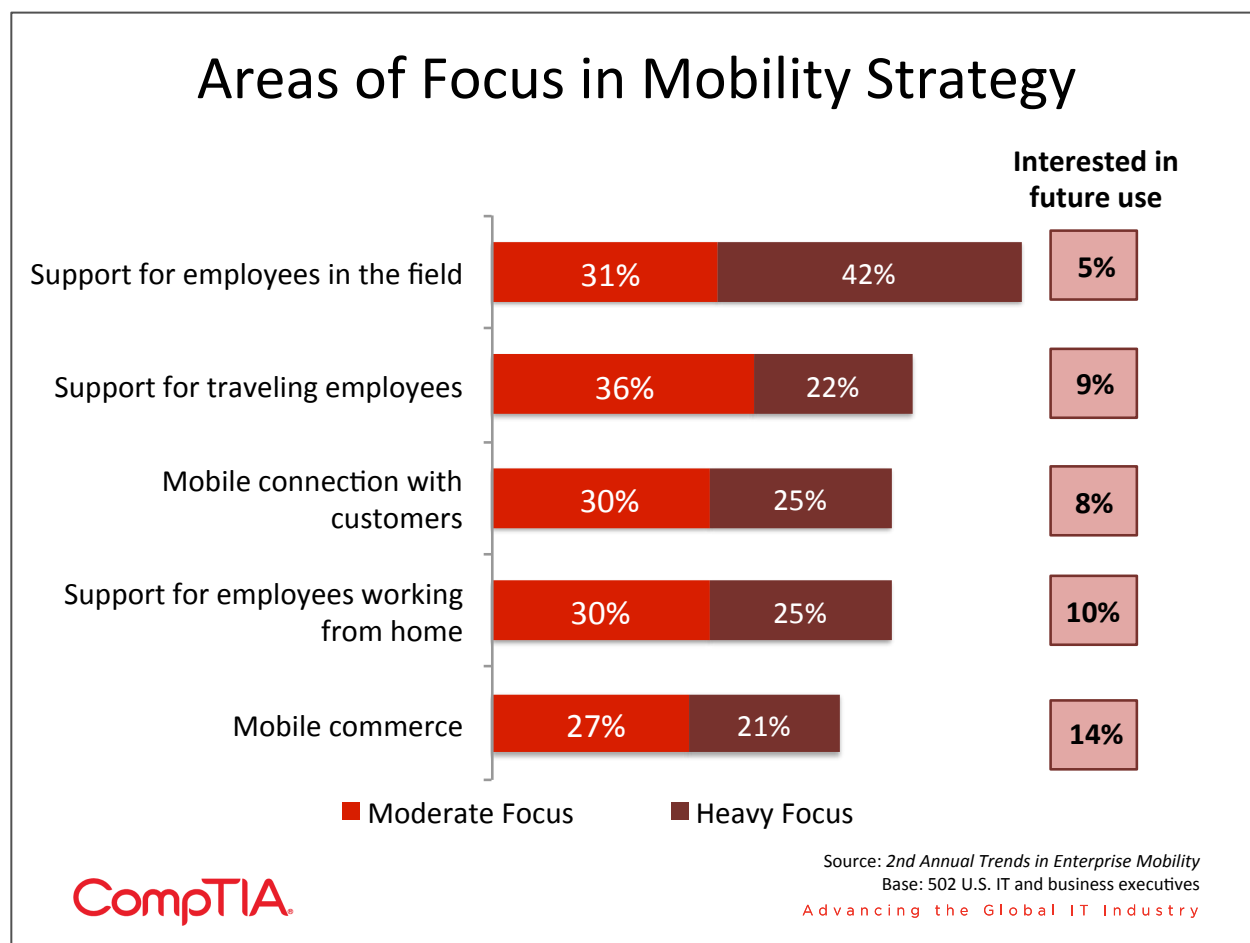 Areas of Focus in Mobility Strategy
Interested in
future use
Support for employees in the field
31%
42%
5%
Support for traveling employees
36%
22%
9%
Mobile connection with
customers
30%
25%
8%
Support for employees working
from home
30%
25%
10%
Mobile commerce
27%
21%
14%
Moderate Focus
Heavy Focus
Source: 2nd Annual Trends in Enterprise Mobility
Base: 502 U.S. IT and business executives
CompTIA.
Advancing the Global IT Industry